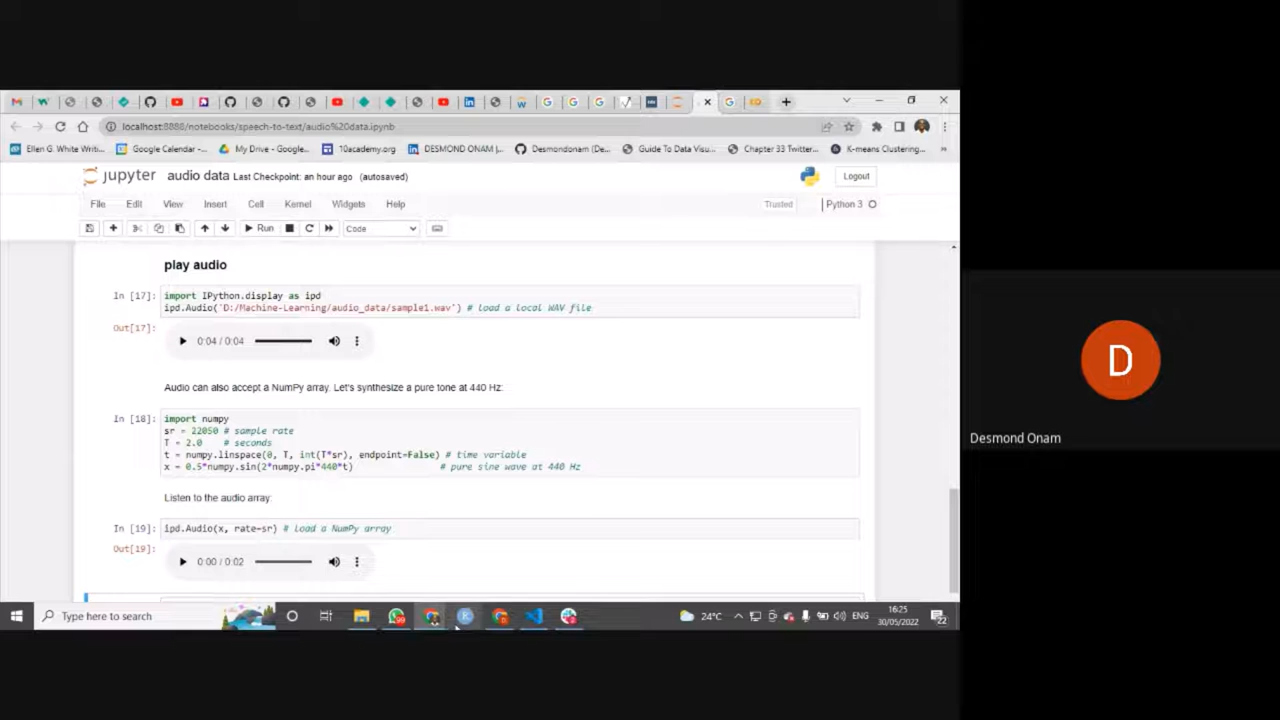 localhost:8888/notebooks/speech-to-text/audio%20data.ipynb
Ellen G. White Writi... Google Calendar -... My Drive - Google... 10academy.org DESMOND ONAM (... Desmondonam (De... Guide To Data Visu... Chapter 33 Twitter... K-means Clustering... »
jupyter audio data Last Checkpoint: an hour ago (autosaved) Logout
File Edit View Insert Cell Kernel Widgets Help Trusted Python 3
Run Code
play audio
In [17]: import IPython.display as ipd
ipd.Audio('D:/Machine-Learning/audio_data/sample1.wav') # load a local WAV file
Out[17]:
0:04 / 0:04
Audio can also accept a NumPy array. Let's synthesize a pure tone at 440 Hz:
In [18]: import numpy
sr = 22050 # sample rate
T = 2.0 # seconds
t = numpy.linspace(0, T, int(T*sr), endpoint=False) # time variable
x = 0.5*numpy.sin(2*numpy.pi*440*t) # pure sine wave at 440 Hz
Listen to the audio array:
In [19]: ipd.Audio(x, rate=sr) # load a NumPy array
Out[19]:
0:00 / 0:02
Type here to search 24°C ENG 16:25
30/05/2022 22
D
Desmond Onam